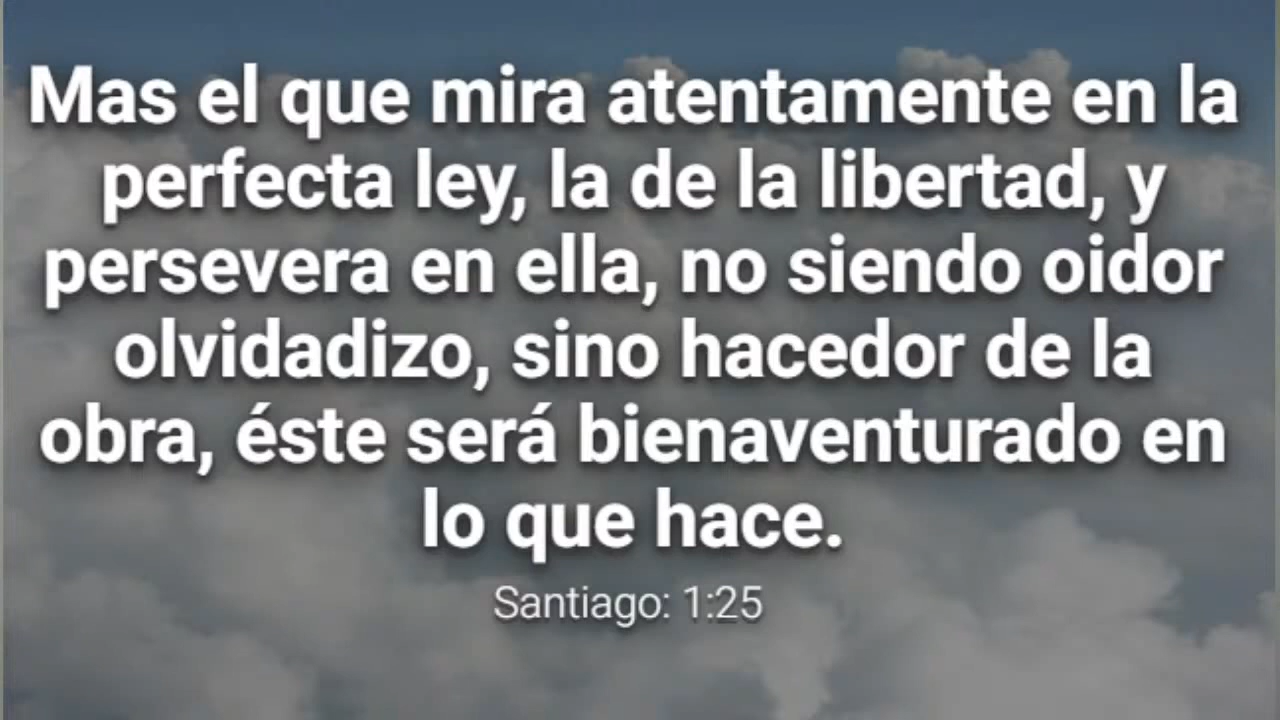 Mas el que mira atentamente en la
perfecta ley, la de la libertad, y
persevera en ella, no siendo oidor
olvidadizo, sino hacedor de la
obra, éste será bienaventurado en
lo que hace.
Santiago: 1:25